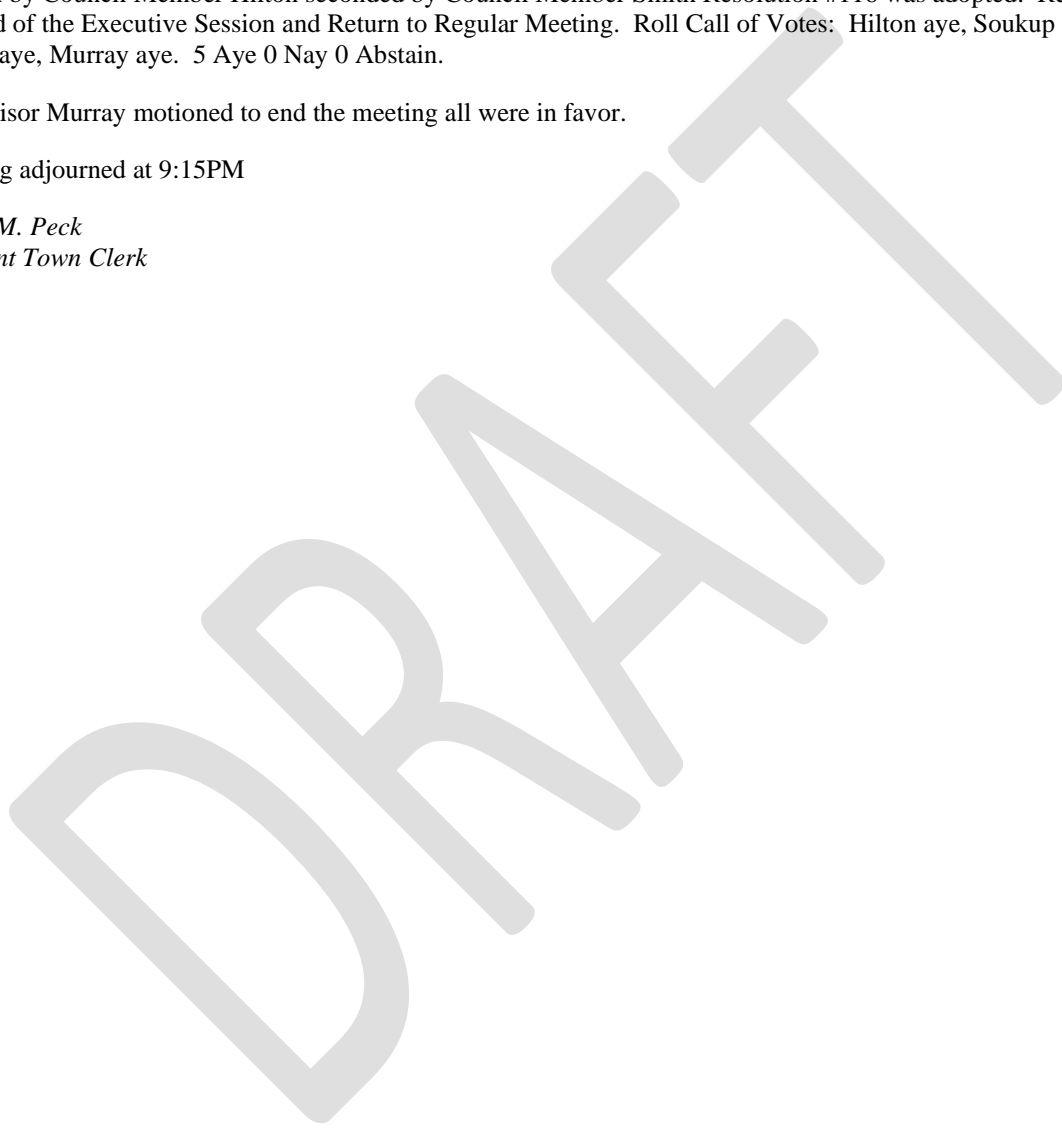 by Council Member Hilton seconded by Council Member Smith Resolution #116 was adopted.
of the Executive Session and Return to Regular Meeting. Roll Call of Votes: Hilton aye, Soukup
aye, Murray aye. 5 Aye 0 Nay 0 Abstain.
isor Murray motioned to end the meeting all were in favor.
g adjourned at 9:15PM
M. Peck
nt Town Clerk
DRAFT